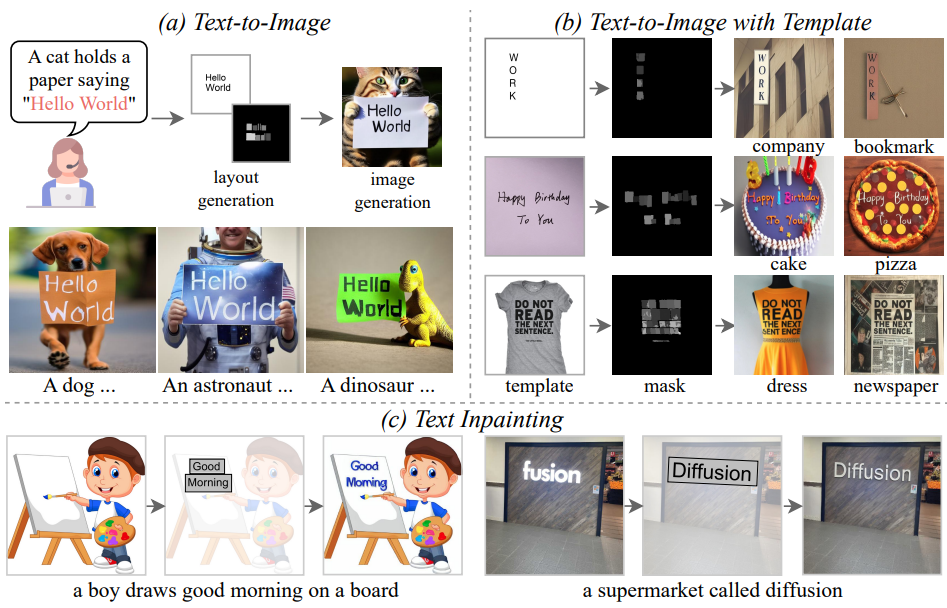 (a) Text-to-Image
A cat holds a
paper saying
"Hello World"
Hello
World
layout
generation
Hello
World
image
generation
Hello
World
A dog ...
Hello
World
An astronaut ...
Hello
World
A dinosaur ...
(b) Text-to-Image with Template
W
O
R
K
WORK
company
WORK
bookmark
Happy Birthday
To You
Happy Birthday
To You
cake
Happy Birthday
To You
pizza
DO NOT
READ
THE NEXT
SENTENCE.
template
mask
DO NOT
READ
THE NEXT
SENT ENCE.
dress
DO NOT
READ
THE NEXT
SENTENCE.
newspaper
(c) Text Inpainting
Good
Morning
Good
Morning
a boy draws good morning on a board
fusion
Diffusion
Diffusion
a supermarket called diffusion